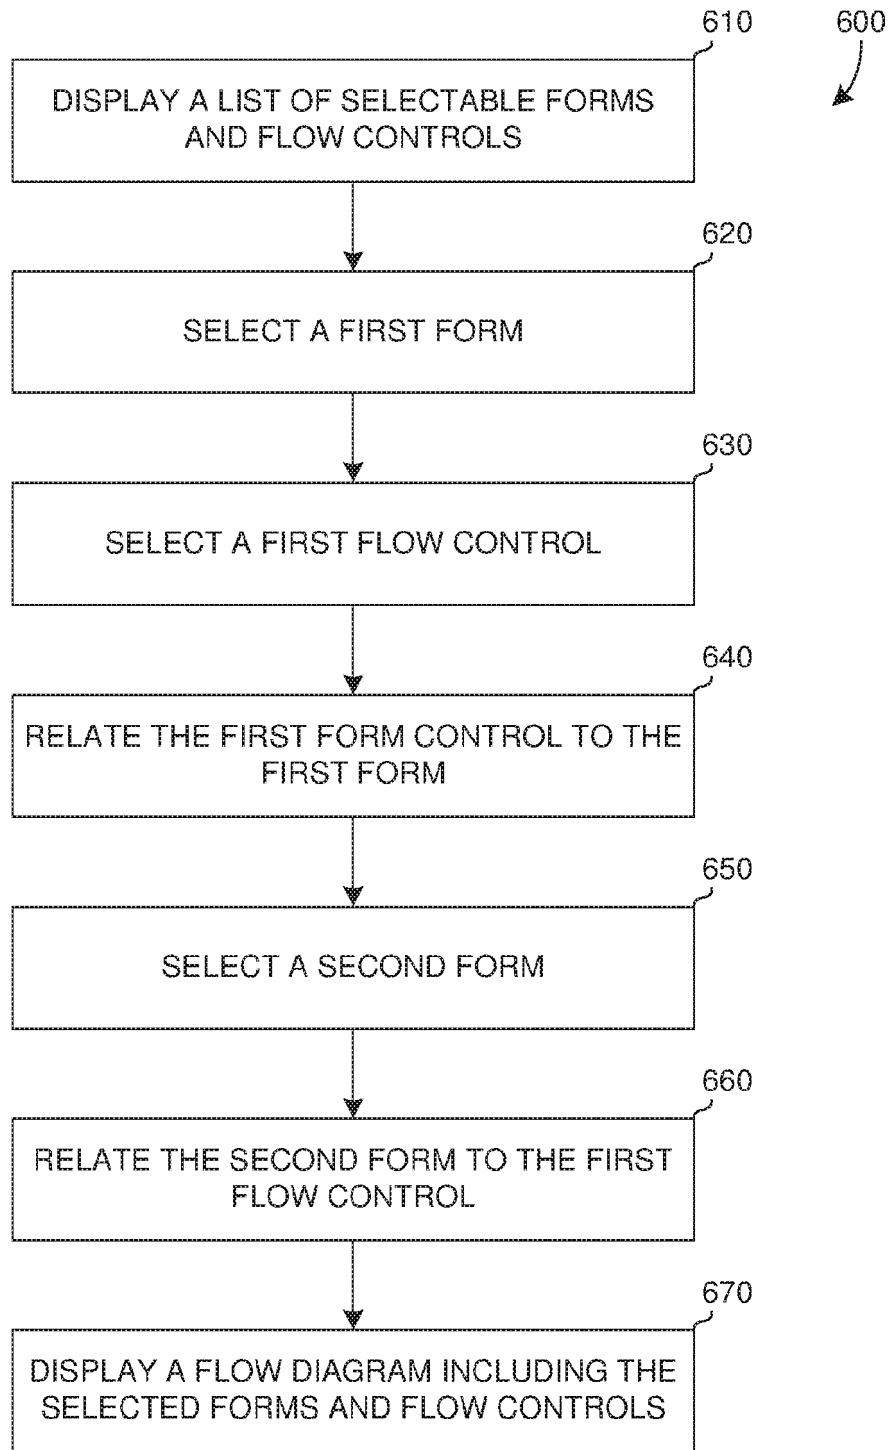 610
600
DISPLAY A LIST OF SELECTABLE FORMS
AND FLOW CONTROLS
620
SELECT A FIRST FORM
630
SELECT A FIRST FLOW CONTROL
640
RELATE THE FIRST FORM CONTROL TO THE
FIRST FORM
650
SELECT A SECOND FORM
660
RELATE THE SECOND FORM TO THE FIRST
FLOW CONTROL
670
DISPLAY A FLOW DIAGRAM INCLUDING THE
SELECTED FORMS AND FLOW CONTROLS